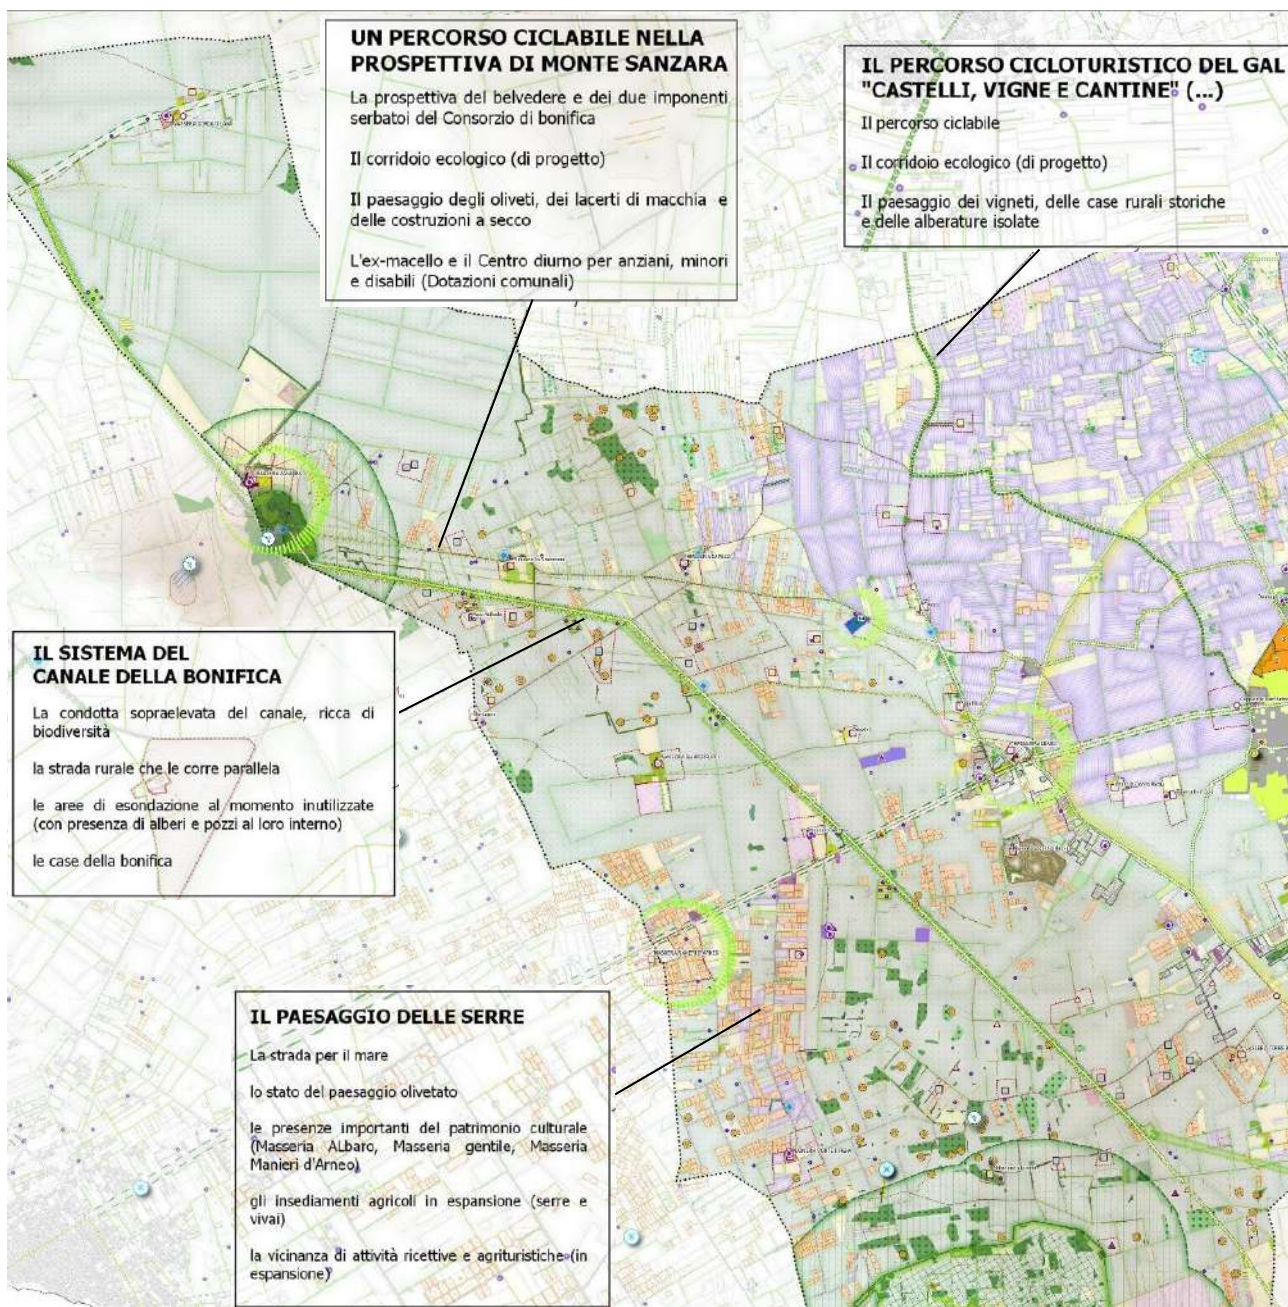 UN PERCORSO CICLABILE NELLA
PROSPETTIVA DI MONTE SANZARA
La prospettiva del belvedere e dei due imponenti
serbatoi del Consorzio di bonifica
Il corridoio ecologico (di progetto)
Il paesaggio degli oliveti, dei lacerti di macchia e
delle costruzioni a secco
L'ex-macello e il Centro diurno per anziani, minori
e disabili (Dotazioni comunali)
IL PERCORSO CICLOTURISTICO DEL GAL
"CASTELLI, VIGNE E CANTINE" (...)
Il percorso ciclabile
Il corridoio ecologico (di progetto)
Il paesaggio dei vigneti, delle case rurali storiche
e delle alberature isolate
IL SISTEMA DEL
CANALE DELLA BONIFICA
La condotta sopraelevata del canale, ricca di
biodiversità
la strada rurale che le corre parallela
le aree di esondazione al momento inutilizzate
(con presenza di alberi e pozzi al loro interno)
le case della bonifica
IL PAESAGGIO DELLE SERRE
La strada per il mare
lo stato del paesaggio olivetato
le presenze importanti del patrimonio culturale
(Masseria ALbaro, Masseria gentile, Masseria
Manieri d'Arneo)
gli insediamenti agricoli in espansione (serre e
vivai)
la vicinanza di attività ricettive e agrituristiche (in
espansione)